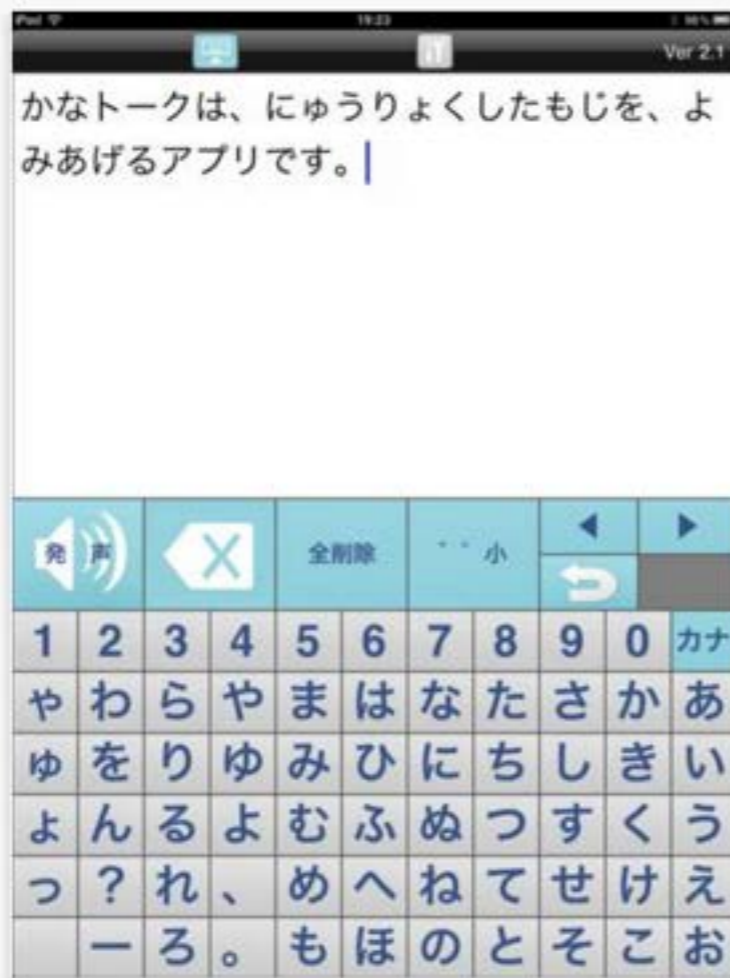 iPad
19:23
Ver 2.1
かなトークは、にゅうりょくしたもじを、よ
みあげるアプリです。
発声
全削除
゛゜小
1 2 3 4 5 6 7 8 9 0 カナ
ゃ わ ら や ま は な た さ か あ
ゅ を り ゆ み ひ に ち し き い
ょ ん る よ む ふ ぬ つ す く う
っ ? れ 、 め へ ね て せ け え
ー ろ 。 も ほ の と そ こ お